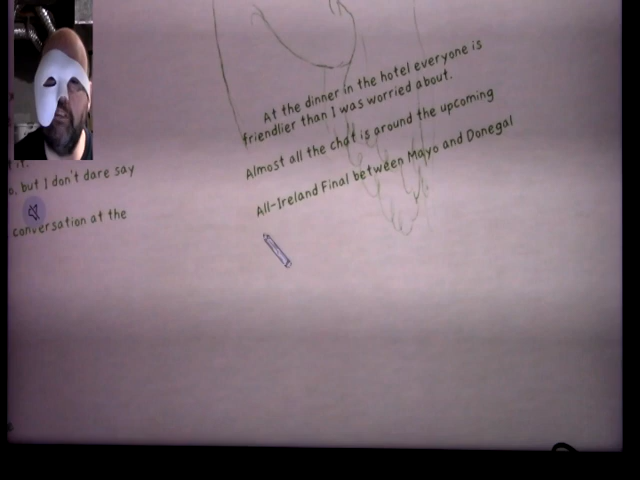 t it.
o, but I don't dare say
conversation at the
At the dinner in the hotel everyone is
friendlier than I was worried about.
Almost all the chat is around the upcoming
All-Ireland Final between Mayo and Donegal